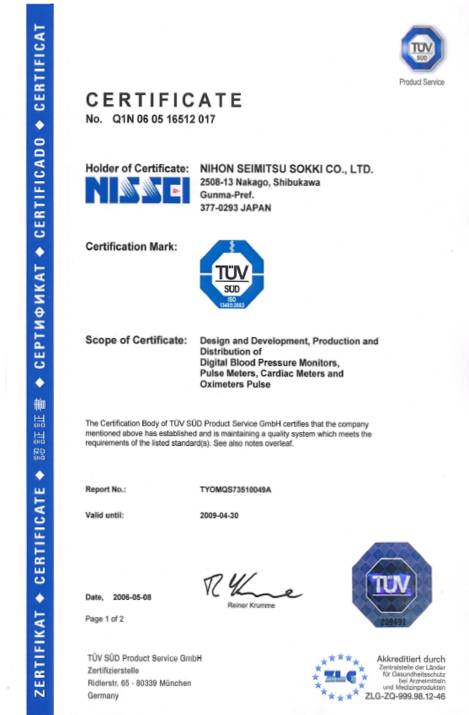 ZERTIFIKAT ◆ CERTIFICATE ◆ 認証証書 ◆ СЕРТИФИКАТ ◆ CERTIFICADO ◆ CERTIFICAT
TÜV
SÜD
Product Service
CERTIFICATE
No. Q1N 06 05 16512 017
Holder of Certificate: NIHON SEIMITSU SOKKI CO., LTD.
NISSEI
2508-13 Nakago, Shibukawa
Gunma-Pref.
377-0293 JAPAN
Certification Mark:
TÜV
SÜD
ISO
13485:2003
Scope of Certificate: Design and Development, Production and
Distribution of
Digital Blood Pressure Monitors,
Pulse Meters, Cardiac Meters and
Oximeters Pulse
The Certification Body of TÜV SÜD Product Service GmbH certifies that the company
mentioned above has established and is maintaining a quality system which meets the
requirements of the listed standard(s). See also notes overleaf.
Report No.: TYOMQS73510049A
Valid until: 2009-04-30
Date, 2006-05-08
Reiner Krumme
Page 1 of 2
TÜV
TÜV SÜD Product Service GmbH
Zertifizierstelle
Ridlerstr. 65 - 80339 München
Germany
ZLG
Akkreditiert durch
Zentralstelle der Länder
für Gesundheitsschutz
bei Arzneimitteln
und Medizinprodukten
ZLG-ZQ-999.98.12-46